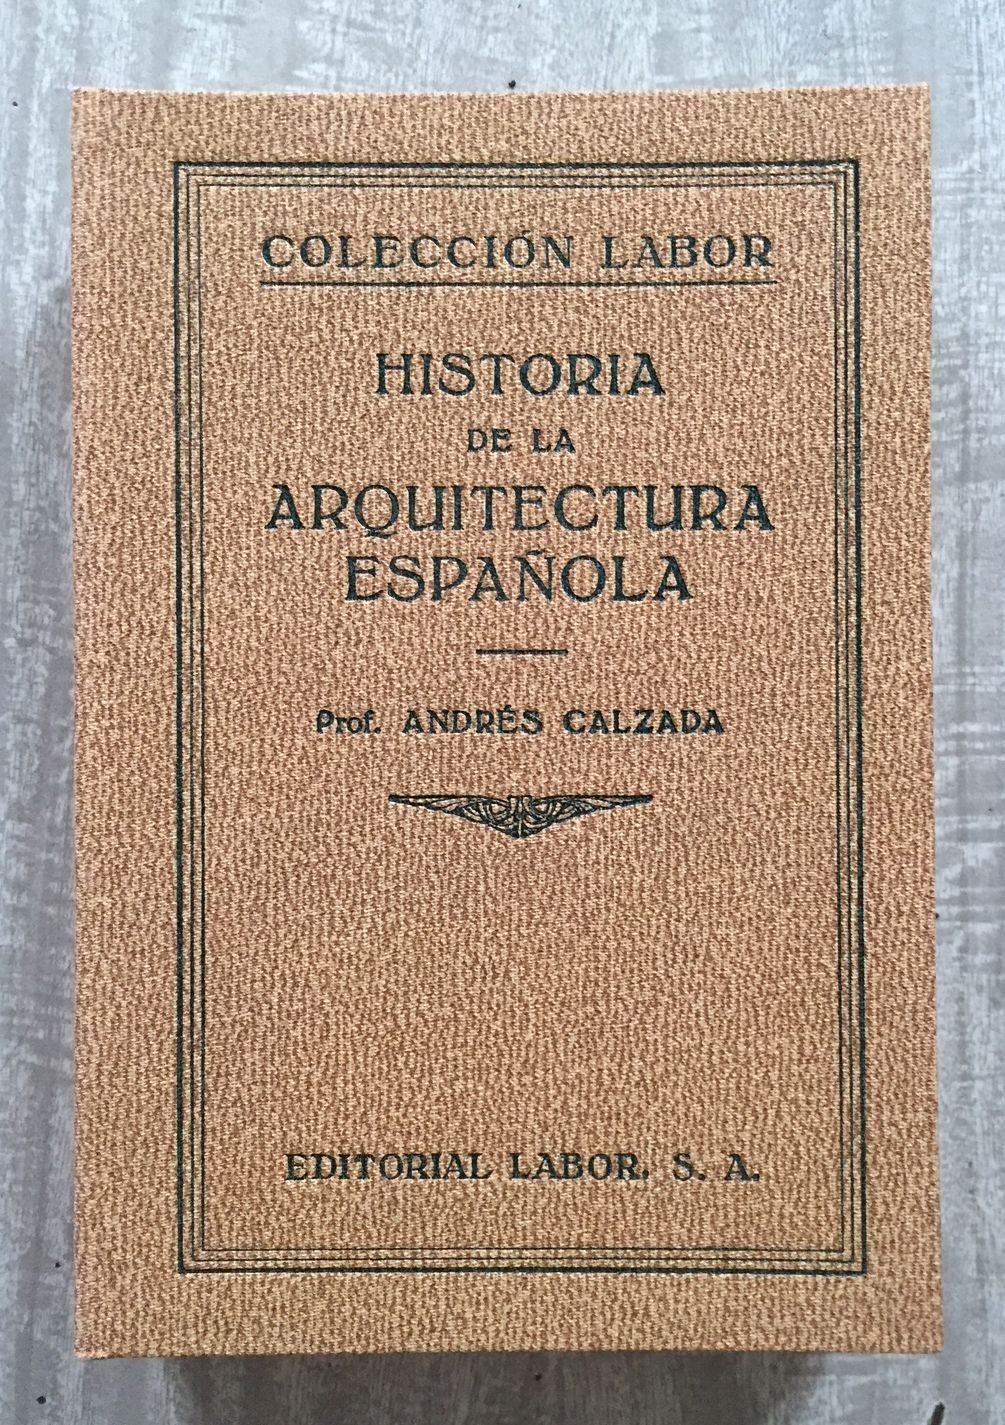 COLECCIÓN LABOR
HISTORIA
DE LA
ARQUITECTURA
ESPAÑOLA
Prof. ANDRÉS CALZADA
EDITORIAL LABOR, S. A.